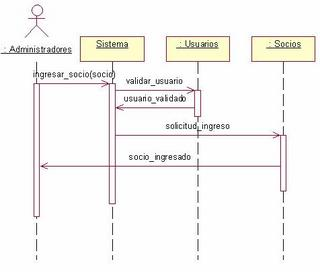 : Administradores
Sistema
: Usuarios
: Socios
ingresar_socio(socio)
validar_usuario
usuario_validado
solicitud_ingreso
socio_ingresado